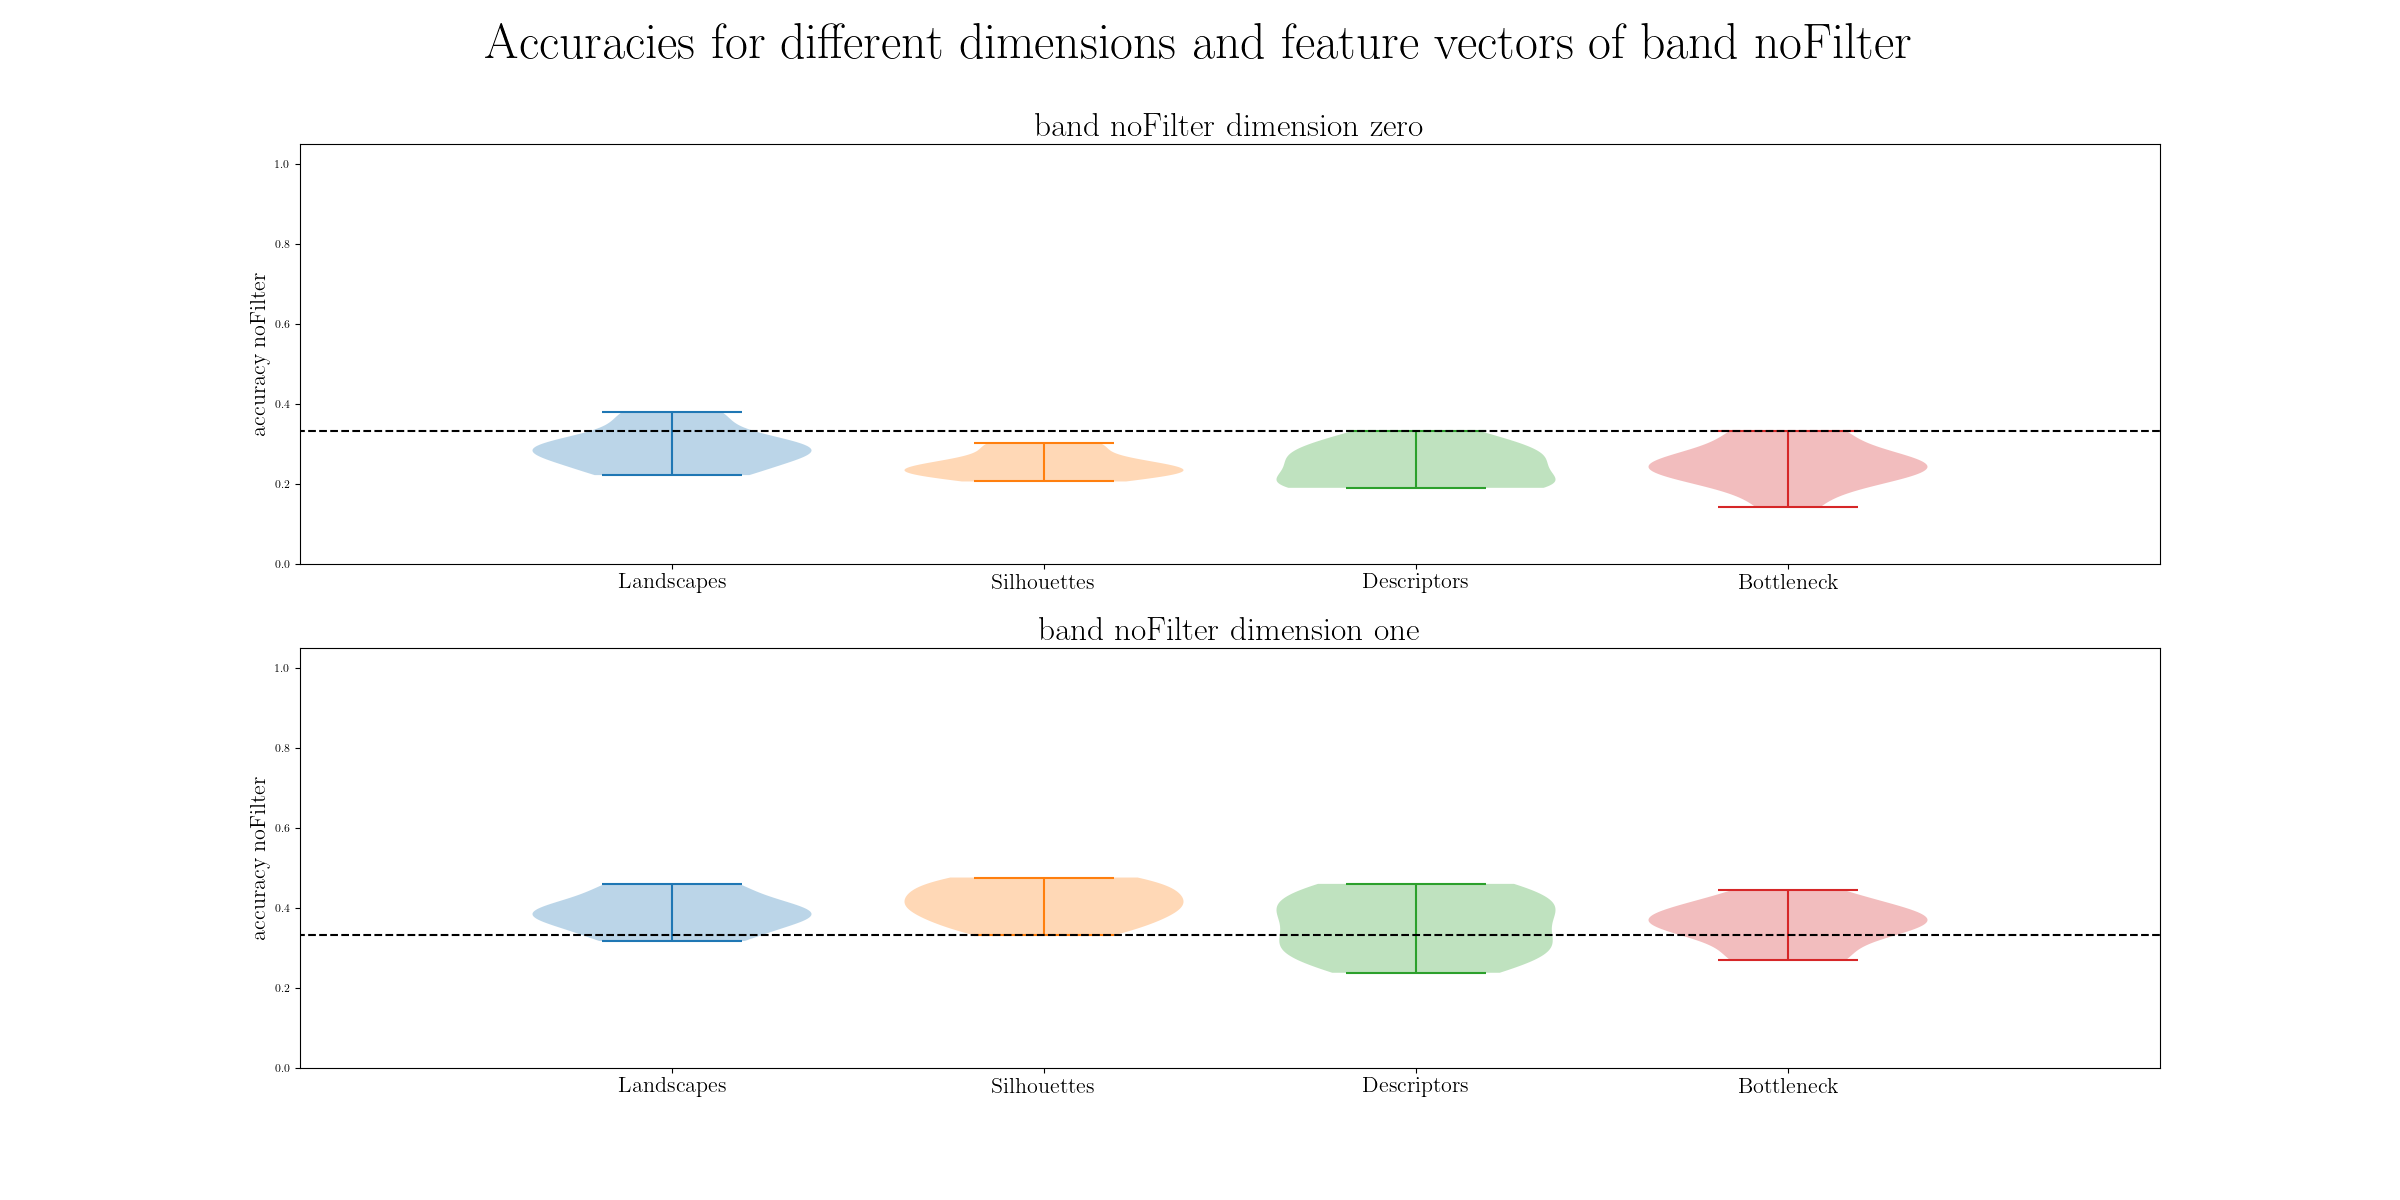 Accuracies for different dimensions and feature vectors of band noFilter
band noFilter dimension zero
accuracy noFilter
1.0
0.8
0.6
0.4
0.2
0.0
Landscapes Silhouettes Descriptors Bottleneck
band noFilter dimension one
accuracy noFilter
1.0
0.8
0.6
0.4
0.2
0.0
Landscapes Silhouettes Descriptors Bottleneck